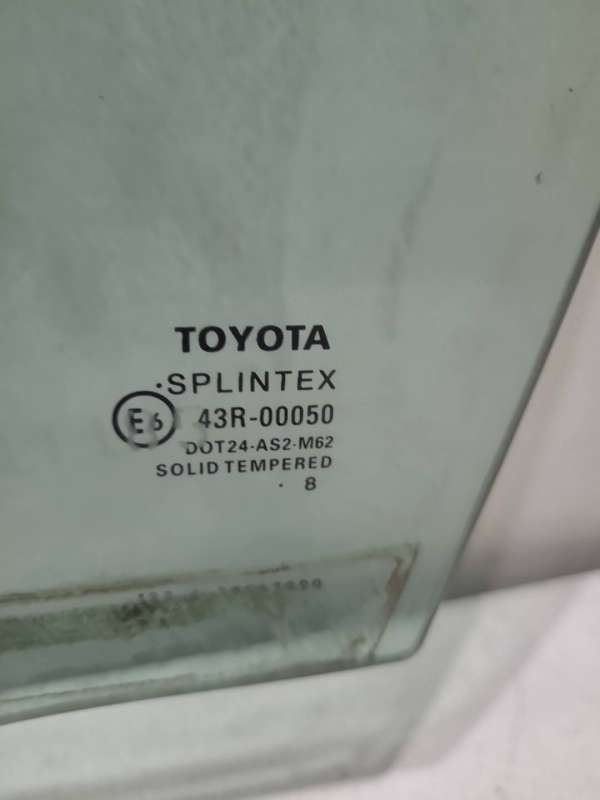 TOYOTA
·SPLINTEX
E6 43R-00050
DOT24-AS2-M62
SOLID TEMPERED
· 8